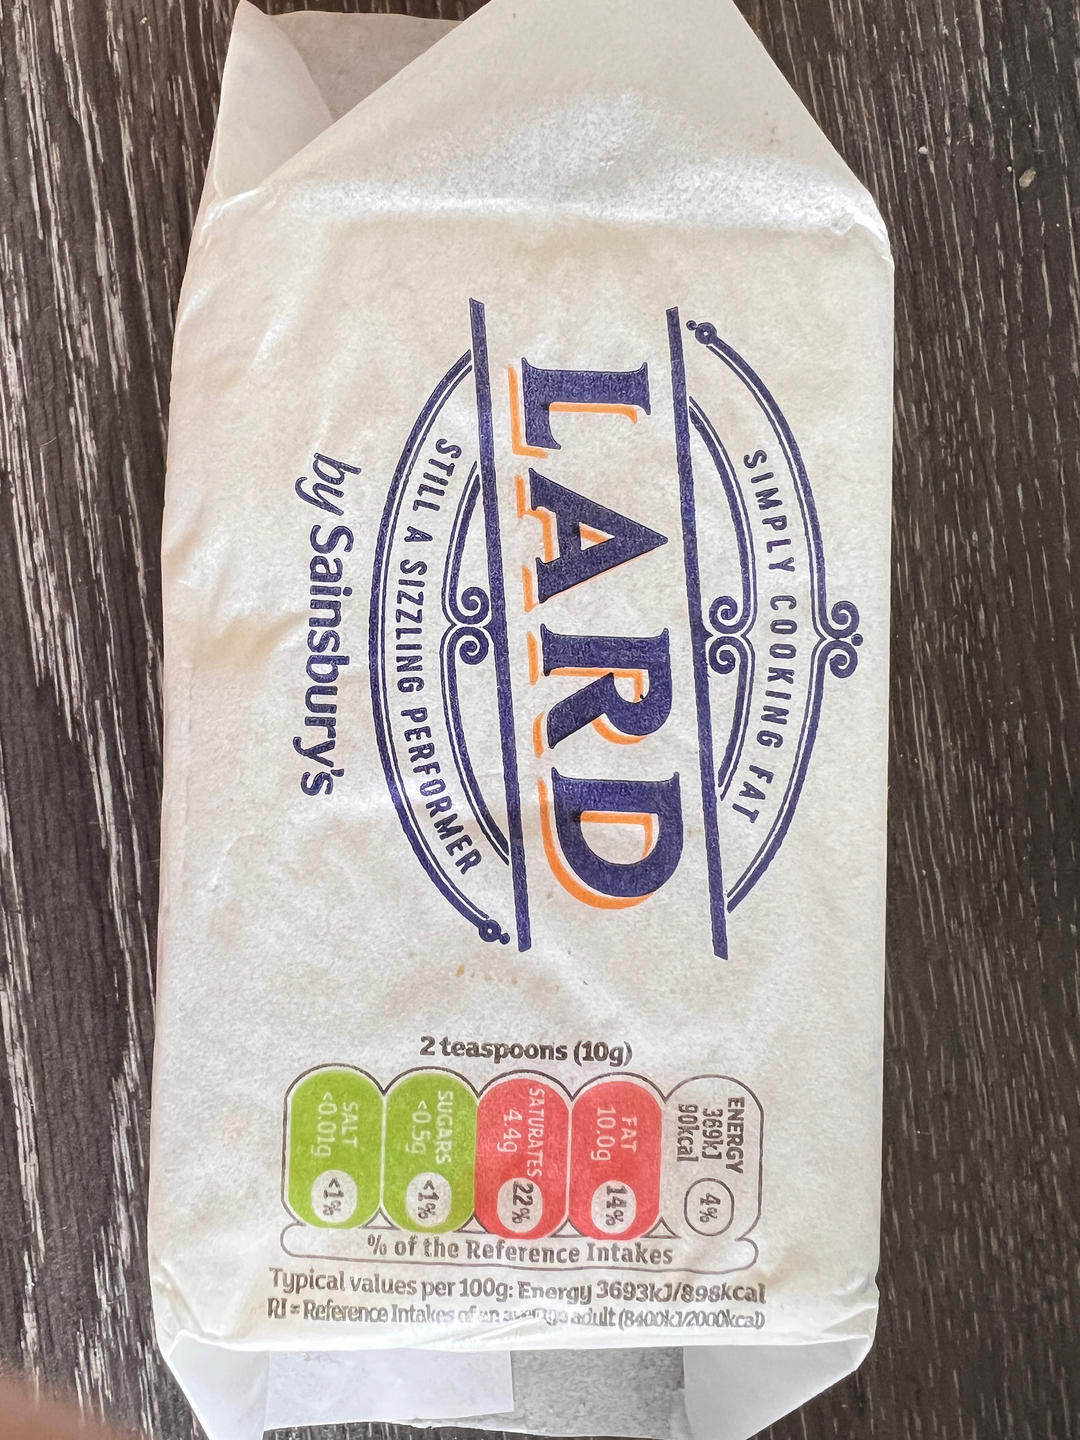 SIMPLY COOKING FAT
LARD
STILL A SIZZLING PERFORMER
by Sainsbury's
2 teaspoons (10g)
ENERGY
369kJ
90kcal
4%
FAT
10.0g
14%
SATURATES
4.4g
22%
SUGARS
<0.5g
<1%
SALT
<0.01g
<1%
% of the Reference Intakes
Typical values per 100g: Energy 3693kJ/898kcal
RI = Reference Intakes of an average adult (8400kJ/2000kcal)